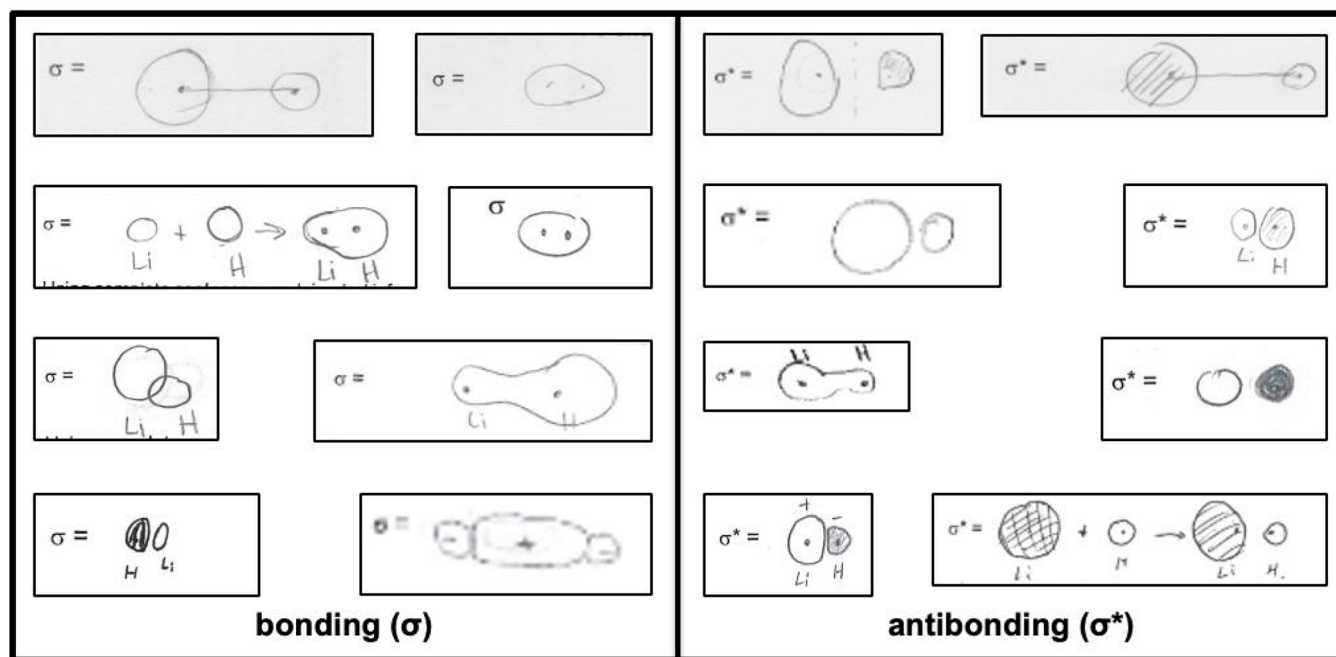 σ =
σ =
σ =
Li + H → Li H
σ
σ =
Li H
σ =
Li H
σ =
H Li
σ =
- + -
bonding (σ)
σ* =
σ* =
σ* =
σ* =
Li H
σ* =
Li H
σ* =
σ* =
+ -
Li H
σ* =
Li + H → Li H.
antibonding (σ*)